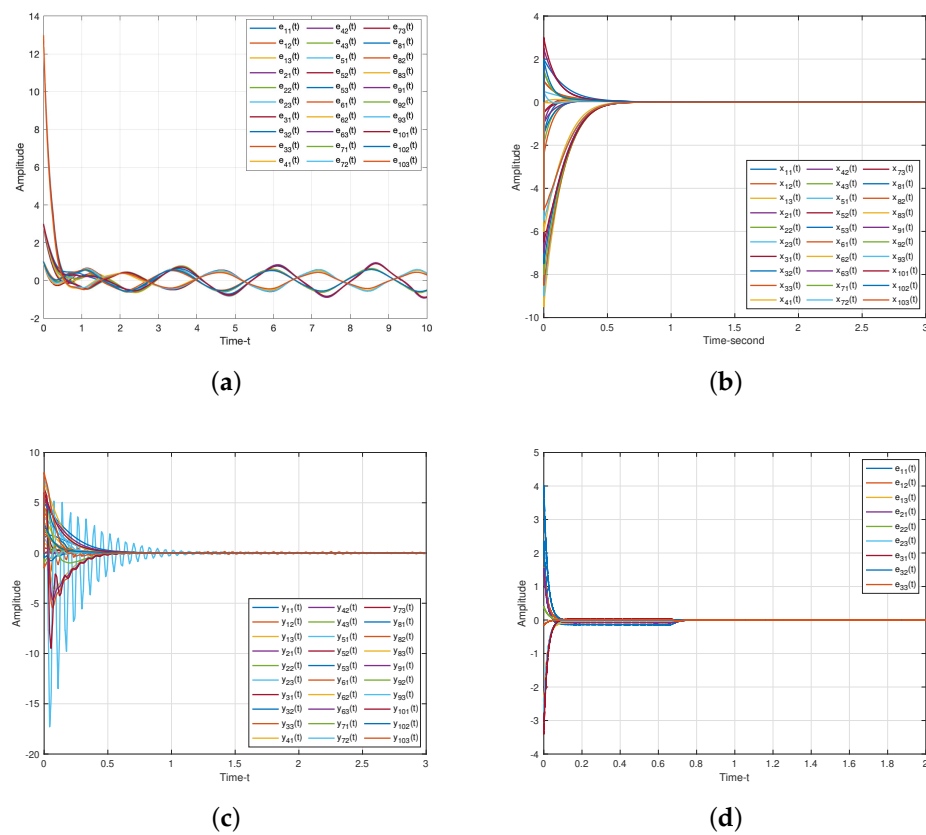 14
12
10
8
6
4
2
0
-2
Amplitude
0 1 2 3 4 5 6 7 8 9 10
Time-t
e11(t) e42(t) e73(t)
e12(t) e43(t) e81(t)
e13(t) e51(t) e82(t)
e21(t) e52(t) e83(t)
e22(t) e53(t) e91(t)
e23(t) e61(t) e92(t)
e31(t) e62(t) e93(t)
e32(t) e63(t) e101(t)
e33(t) e71(t) e102(t)
e41(t) e72(t) e103(t)
(a)
4
2
0
-2
-4
-6
-8
-10
Amplitude
0 0.5 1 1.5 2 2.5 3
Time-second
x11(t) x42(t) x73(t)
x12(t) x43(t) x81(t)
x13(t) x51(t) x82(t)
x21(t) x52(t) x83(t)
x22(t) x53(t) x91(t)
x23(t) x61(t) x92(t)
x31(t) x62(t) x93(t)
x32(t) x63(t) x101(t)
x33(t) x71(t) x102(t)
x41(t) x72(t) x103(t)
(b)
10
5
0
-5
-10
-15
-20
Amplitude
0 0.5 1 1.5 2 2.5 3
Time-t
y11(t) y42(t) y73(t)
y12(t) y43(t) y81(t)
y13(t) y51(t) y82(t)
y21(t) y52(t) y83(t)
y22(t) y53(t) y91(t)
y23(t) y61(t) y92(t)
y31(t) y62(t) y93(t)
y32(t) y63(t) y101(t)
y33(t) y71(t) y102(t)
y41(t) y72(t) y103(t)
(c)
5
4
3
2
1
0
-1
-2
-3
-4
Amplitude
0 0.2 0.4 0.6 0.8 1 1.2 1.4 1.6 1.8 2
Time-t
e11(t)
e12(t)
e13(t)
e21(t)
e22(t)
e23(t)
e31(t)
e32(t)
e33(t)
(d)